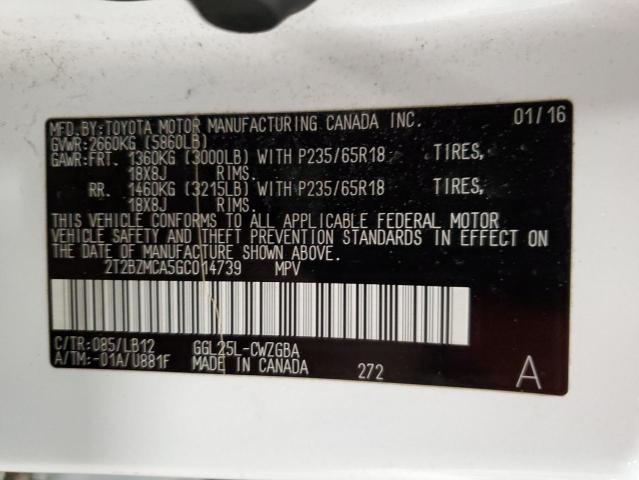 MFD.BY:TOYOTA MOTOR MANUFACTURING CANADA INC. 01/16
GVWR:2660KG (5860LB)
GAWR:FRT. 1360KG (3000LB) WITH P235/65R18 TIRES,
18X8J RIMS.
RR. 1460KG (3215LB) WITH P235/65R18 TIRES,
18X8J RIMS.
THIS VEHICLE CONFORMS TO ALL APPLICABLE FEDERAL MOTOR
VEHICLE SAFETY AND THEFT PREVENTION STANDARDS IN EFFECT ON
THE DATE OF MANUFACTURE SHOWN ABOVE.
2T2BZMCA5GC014739 MPV
C/TR:085/LB12 GGL25L-CWZGBA
A/TM:-01A/U881F MADE IN CANADA 272 A